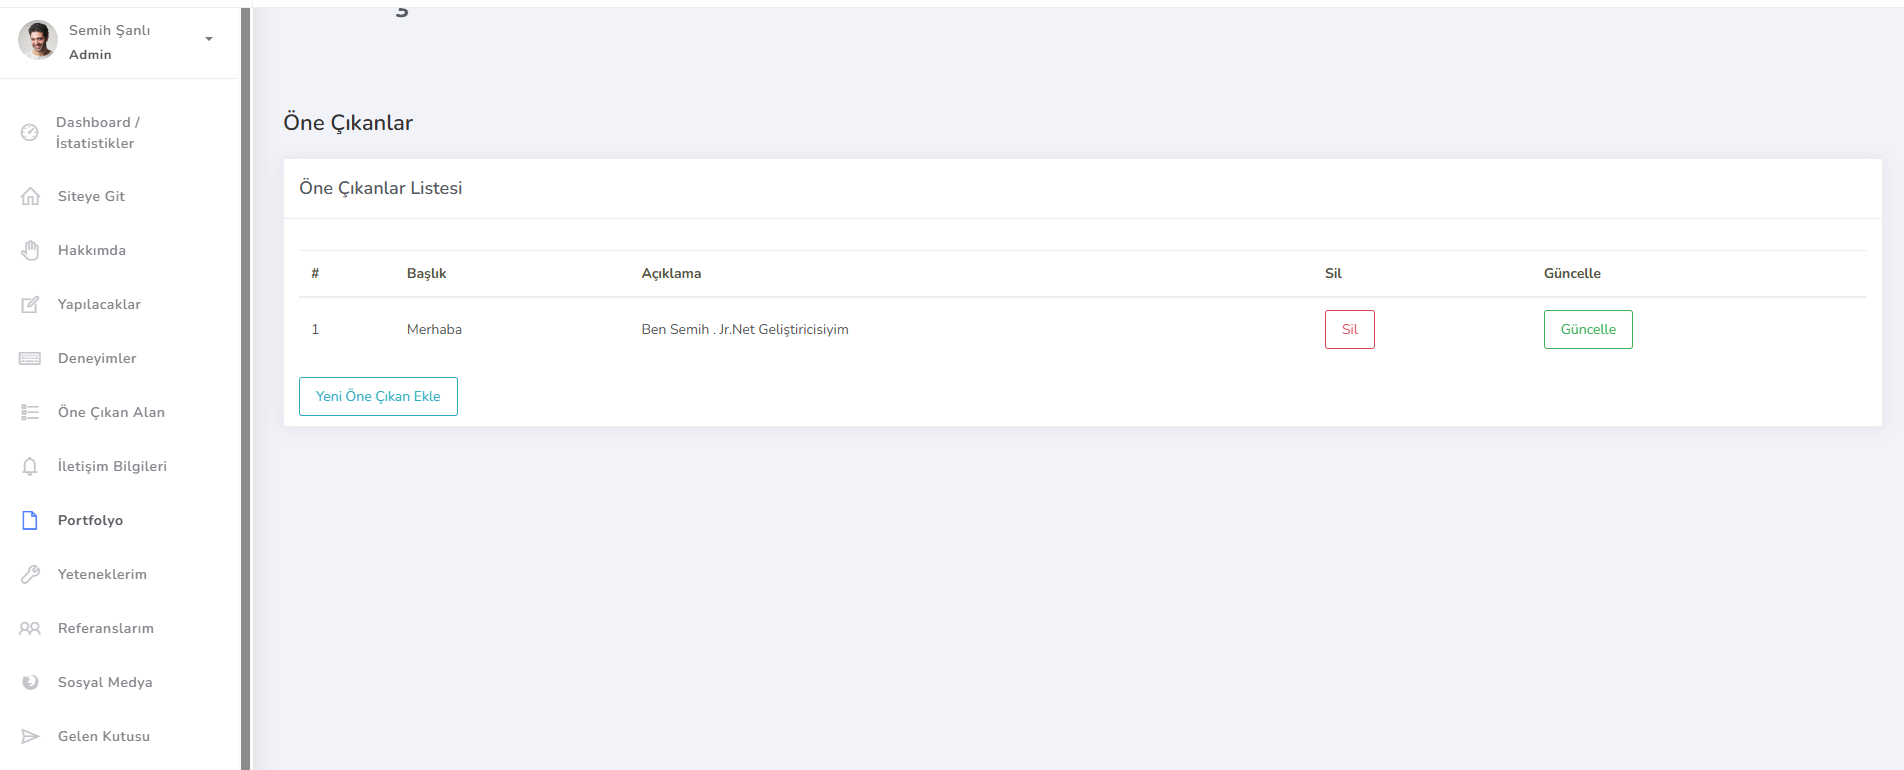 Semih Şanlı
Admin
Dashboard /
İstatistikler
Siteye Git
Hakkımda
Yapılacaklar
Deneyimler
Öne Çıkan Alan
İletişim Bilgileri
Portfolyo
Yeteneklerim
Referanslarım
Sosyal Medya
Gelen Kutusu
Öne Çıkanlar
Öne Çıkanlar Listesi
# Başlık Açıklama Sil Güncelle
1 Merhaba Ben Semih . Jr.Net Geliştiricisiyim Sil Güncelle
Yeni Öne Çıkan Ekle